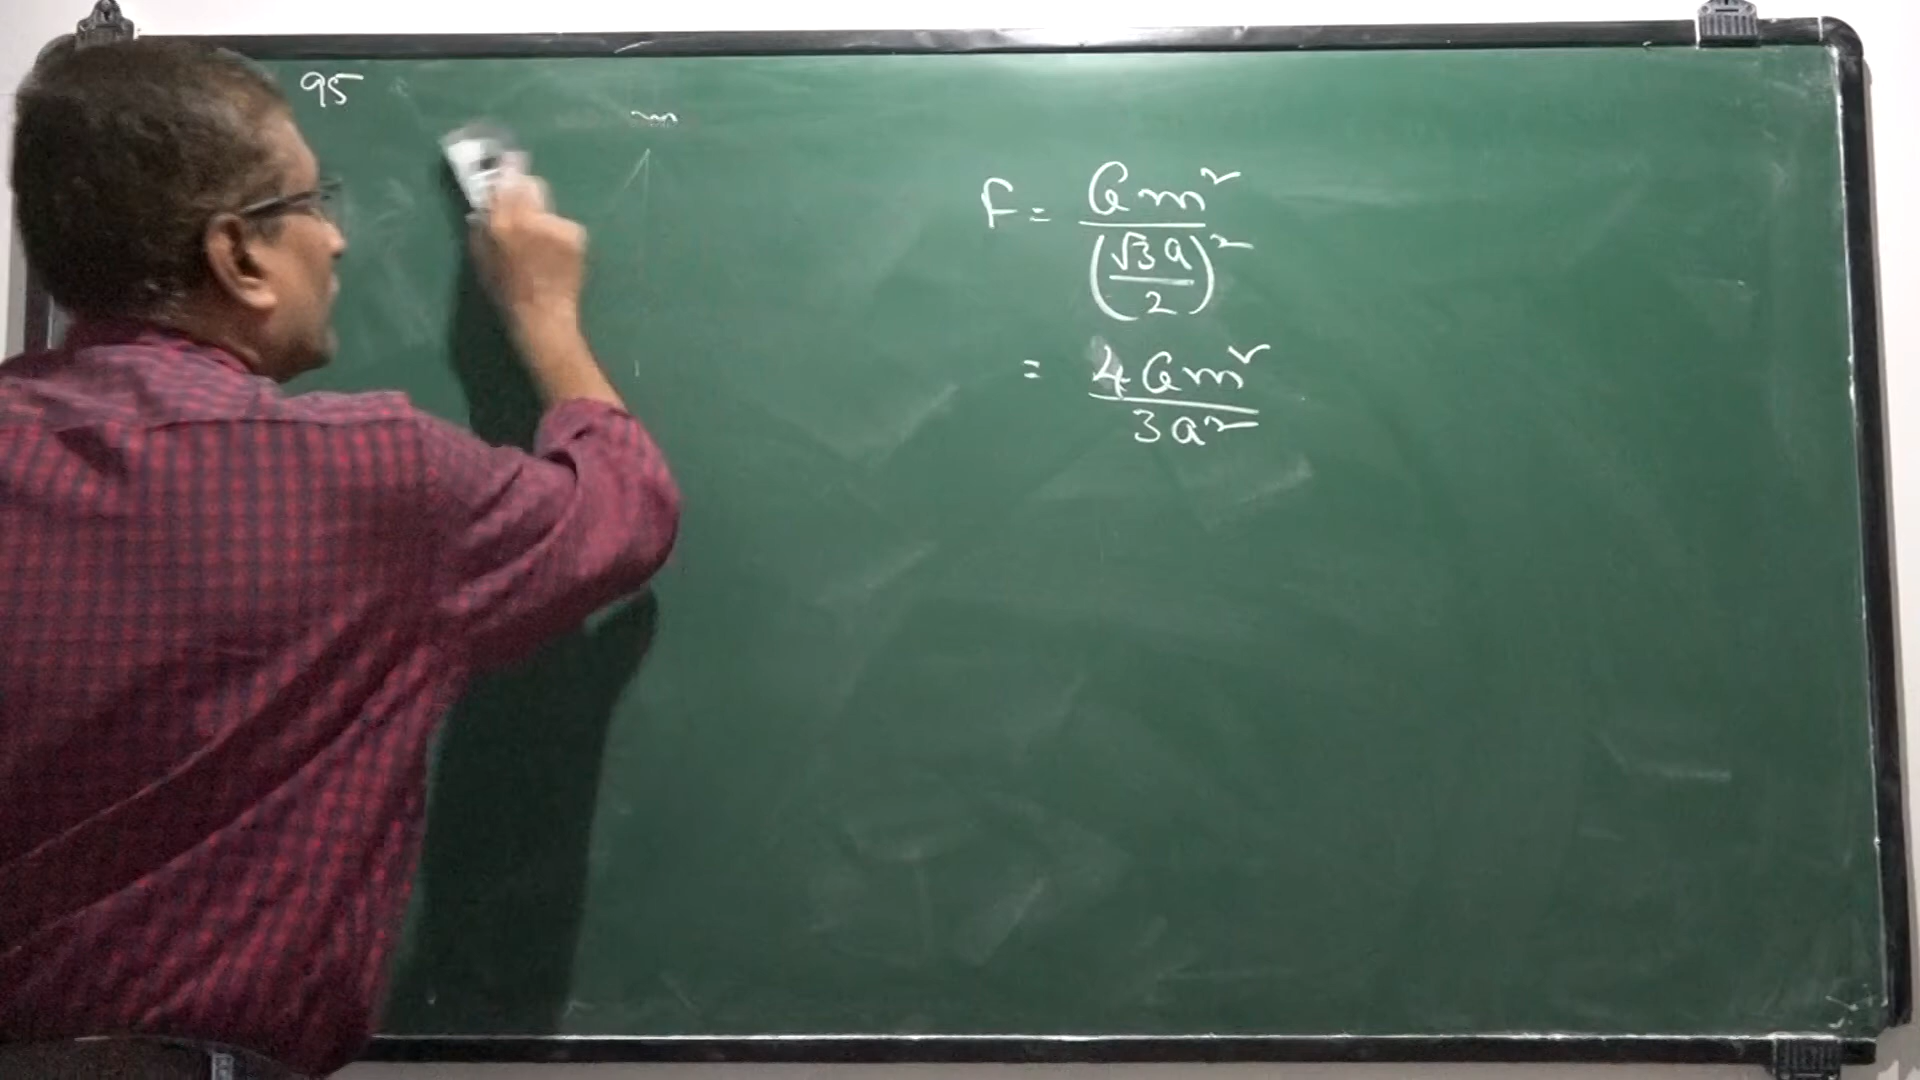 95
m
F = Gm² / (√3a / 2)²
= 4Gm² / 3a²